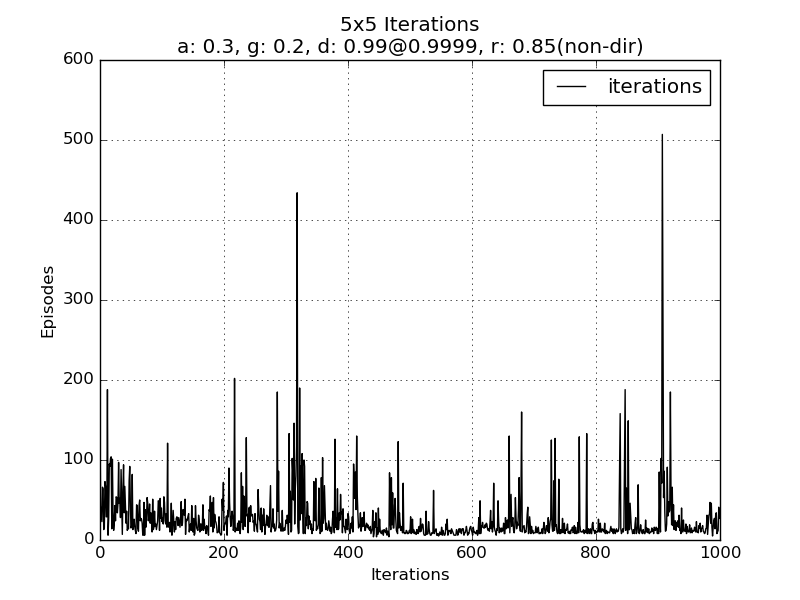 5x5 Iterations
a: 0.3, g: 0.2, d: 0.99@0.9999, r: 0.85(non-dir)
iterations
600
500
400
300
200
100
0
Episodes
0 200 400 600 800 1000
Iterations